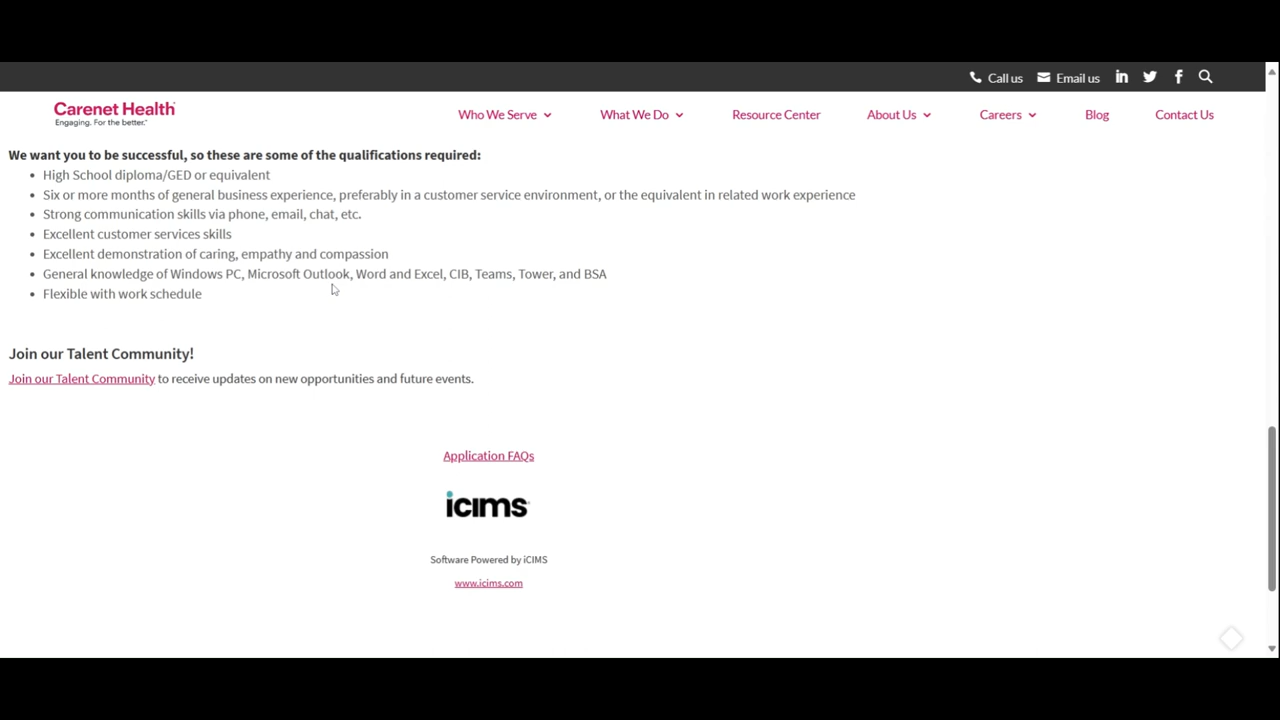 Call us Email us
Carenet Health
Engaging. For the better.
Who We Serve What We Do Resource Center About Us Careers Blog Contact Us
We want you to be successful, so these are some of the qualifications required:
High School diploma/GED or equivalent
Six or more months of general business experience, preferably in a customer service environment, or the equivalent in related work experience
Strong communication skills via phone, email, chat, etc.
Excellent customer services skills
Excellent demonstration of caring, empathy and compassion
General knowledge of Windows PC, Microsoft Outlook, Word and Excel, CIB, Teams, Tower, and BSA
Flexible with work schedule
Join our Talent Community!
Join our Talent Community to receive updates on new opportunities and future events.
Application FAQs
icims
Software Powered by iCIMS
www.icims.com